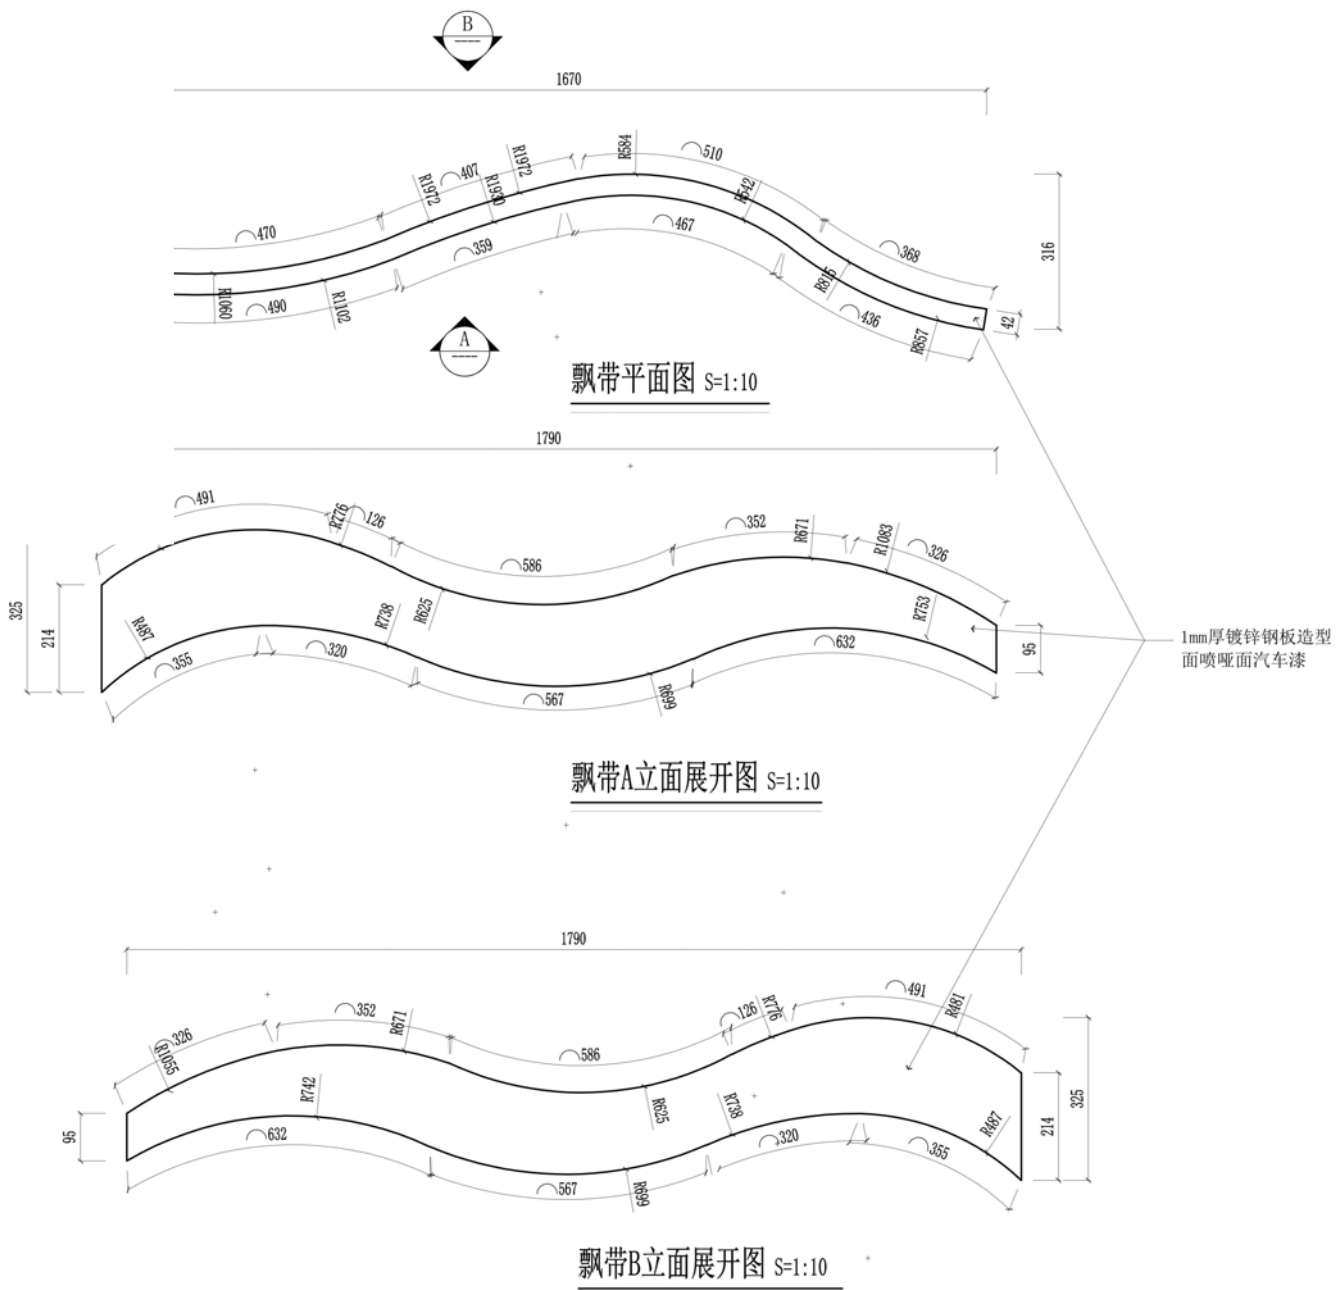 B
1670
R584
510
407
R1972
R1972
R1930
R542
470
467
359
368
316
R815
R1060
490
R1102
436
42
R857
A
飘带平面图 S=1:10
1790
491
R776
126
352
R671
R1083
326
586
325
214
R487
R738
R625
R753
95
1mm厚镀锌钢板造型
面喷哑面汽车漆
355
320
632
567
R699
飘带A立面展开图 S=1:10
1790
491
R481
352
R671
126
R776
326
R1055
586
R742
R625
R738
325
214
95
632
320
R487
355
567
R699
飘带B立面展开图 S=1:10